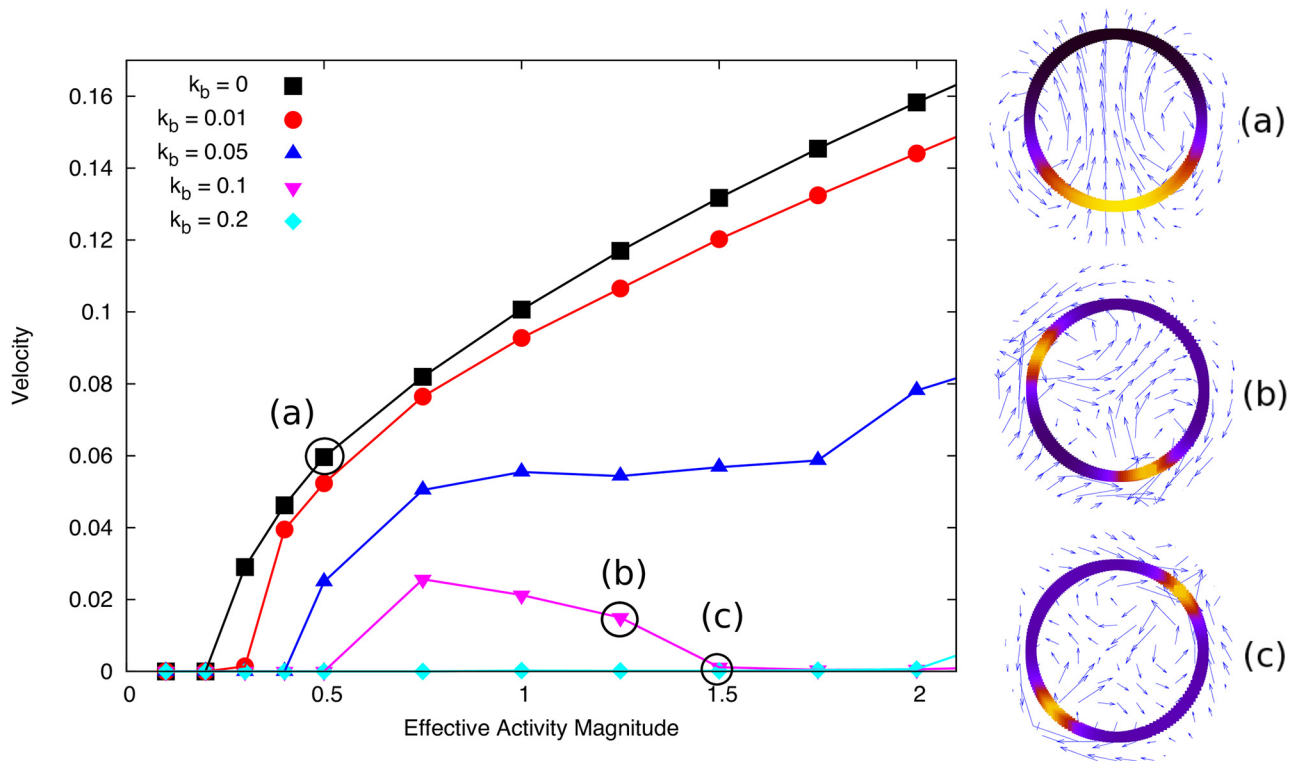 k_b = 0
k_b = 0.01
k_b = 0.05
k_b = 0.1
k_b = 0.2
0.16
0.14
0.12
0.1
0.08
0.06
0.04
0.02
0
Velocity
0 0.5 1 1.5 2
Effective Activity Magnitude
(a)
(b)
(c)
(a)
(b)
(c)